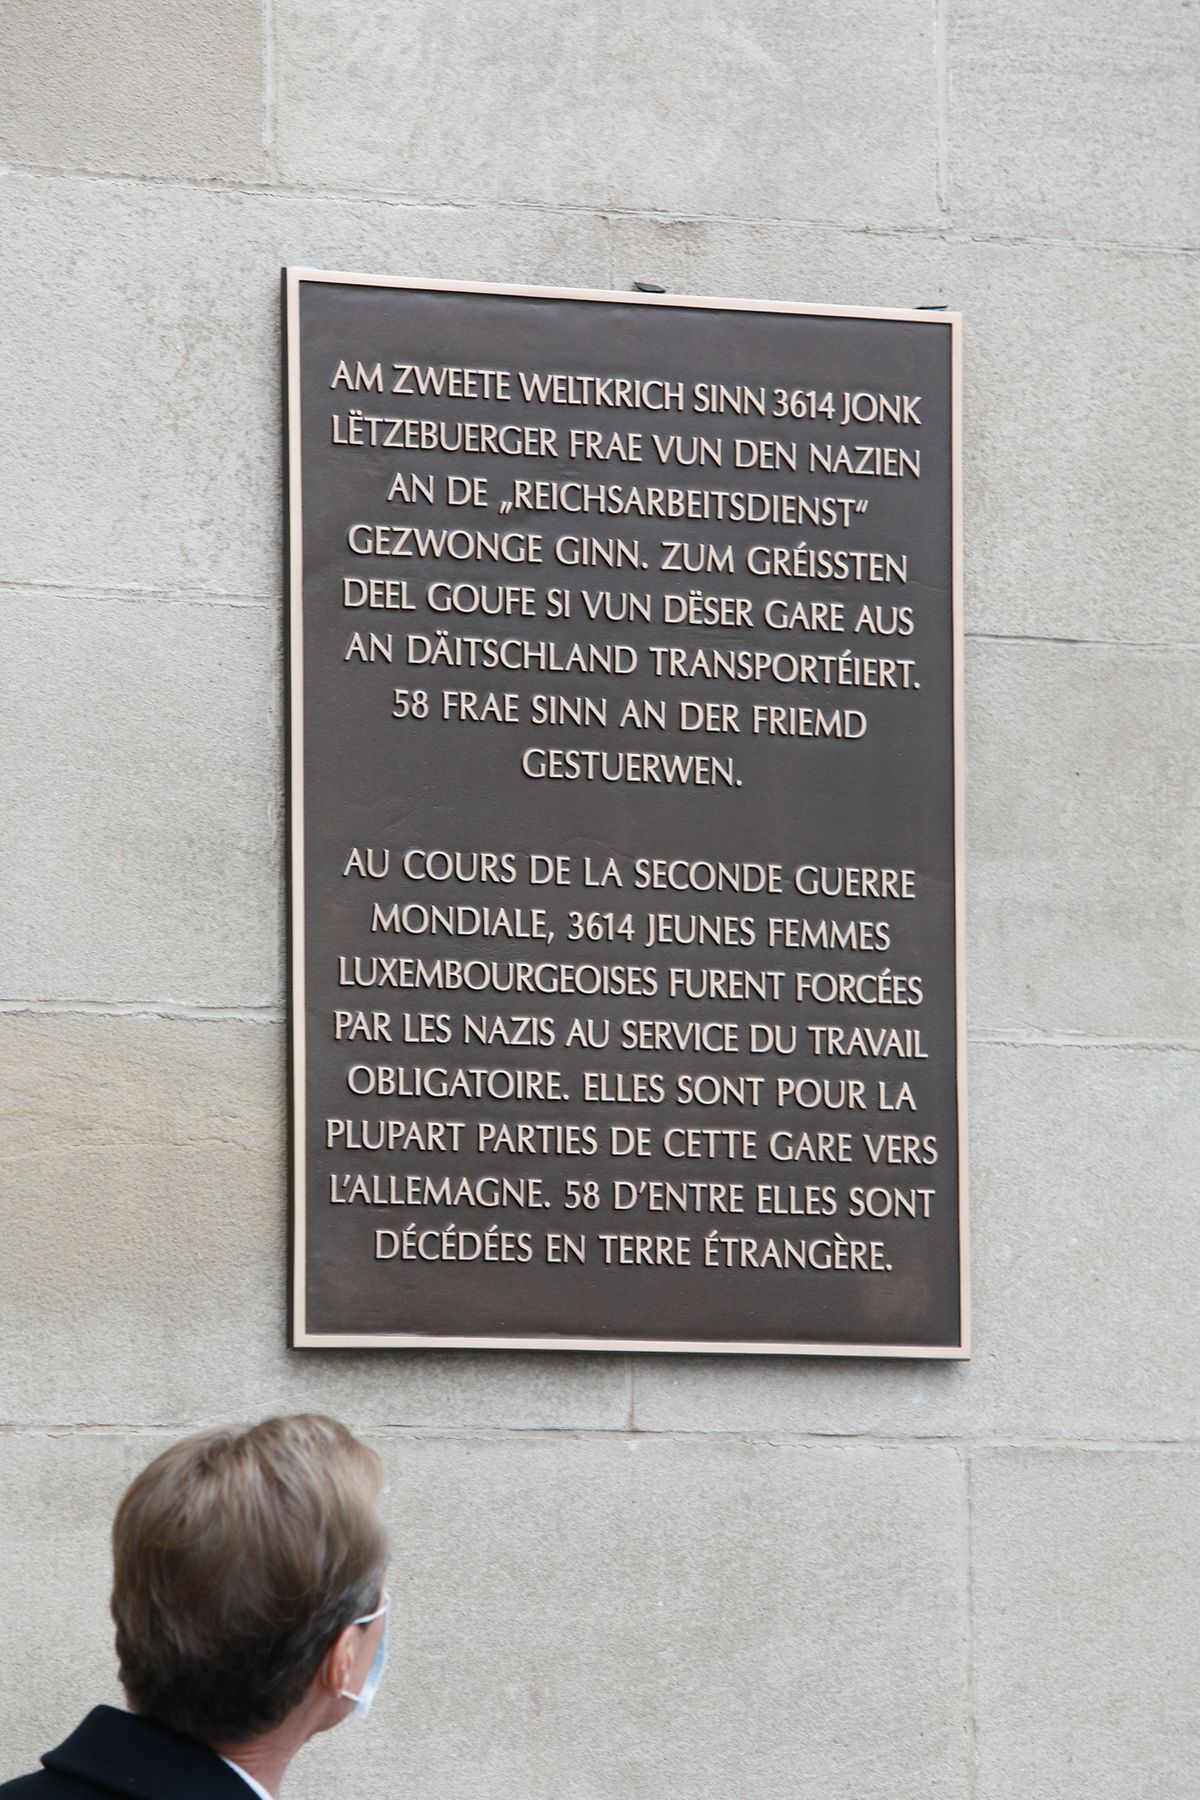 AM ZWEETE WELTKRICH SINN 3614 JONK
LËTZEBUERGER FRAE VUN DEN NAZIEN
AN DE „REICHSARBEITSDIENST“
GEZWONGE GINN. ZUM GRÉISSTEN
DEEL GOUFE SI VUN DËSER GARE AUS
AN DÄITSCHLAND TRANSPORTÉIERT.
58 FRAE SINN AN DER FRIEMD
GESTUERWEN.
AU COURS DE LA SECONDE GUERRE
MONDIALE, 3614 JEUNES FEMMES
LUXEMBOURGEOISES FURENT FORCÉES
PAR LES NAZIS AU SERVICE DU TRAVAIL
OBLIGATOIRE. ELLES SONT POUR LA
PLUPART PARTIES DE CETTE GARE VERS
L’ALLEMAGNE. 58 D’ENTRE ELLES SONT
DÉCÉDÉES EN TERRE ÉTRANGÈRE.